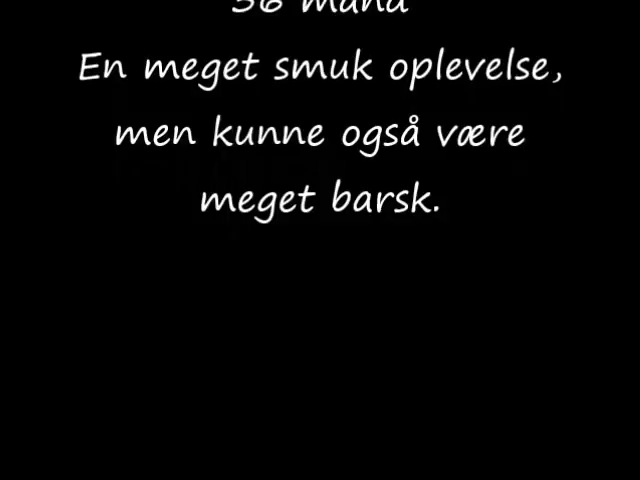 En meget smuk oplevelse,
men kunne også være
meget barsk.